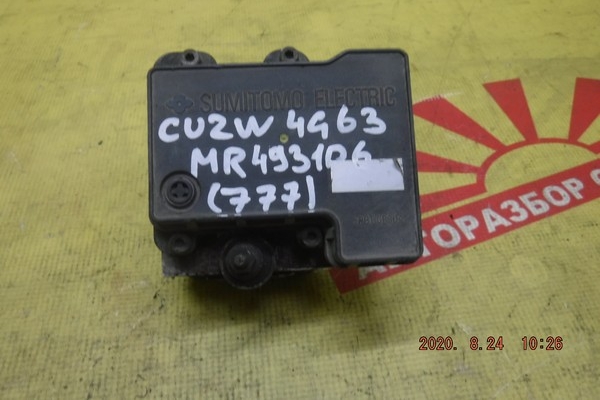 SUMITOMO ELECTRIC
CU2W 4G63
MR493106
(777)
АВТОРАЗБОР
2020. 8.24 10:26